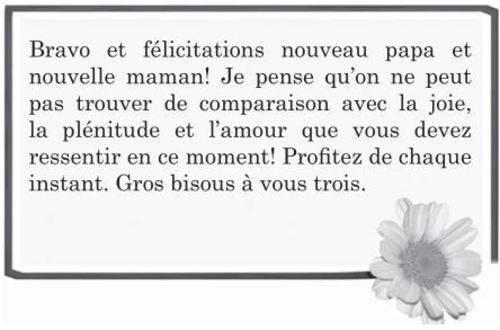 Bravo et félicitations nouveau papa et
nouvelle maman! Je pense qu'on ne peut
pas trouver de comparaison avec la joie,
la plénitude et l'amour que vous devez
ressentir en ce moment! Profitez de chaque
instant. Gros bisous à vous trois.